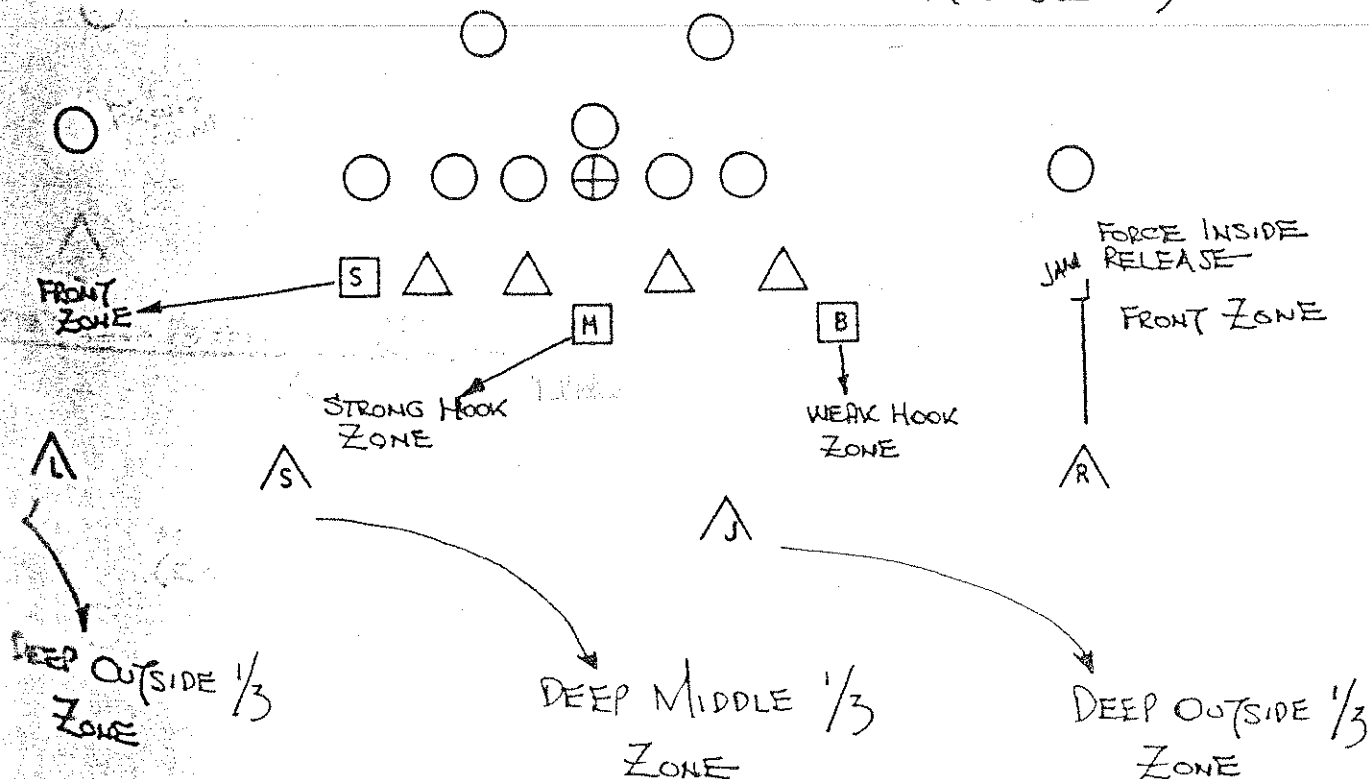 FORCE INSIDE
JAM RELEASE
FRONT ZONE
FRONT
ZONE
S
M
B
STRONG HOOK
ZONE
WEAK HOOK
ZONE
L
S
J
R
DEEP OUTSIDE 1/3
ZONE
DEEP MIDDLE 1/3
ZONE
DEEP OUTSIDE 1/3
ZONE